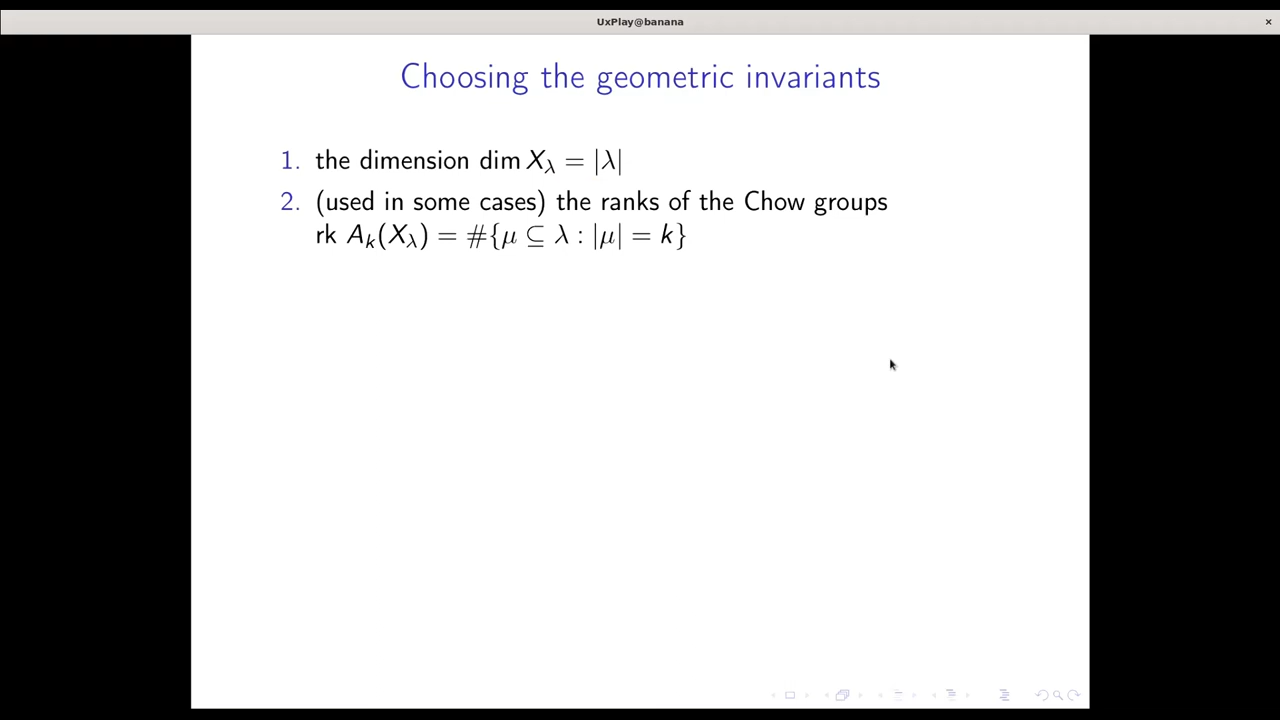 UxPlay@banana
×
Choosing the geometric invariants
1. the dimension dim X_λ = |λ|
2. (used in some cases) the ranks of the Chow groups
rk A_k(X_λ) = #{μ ⊆ λ : |μ| = k}